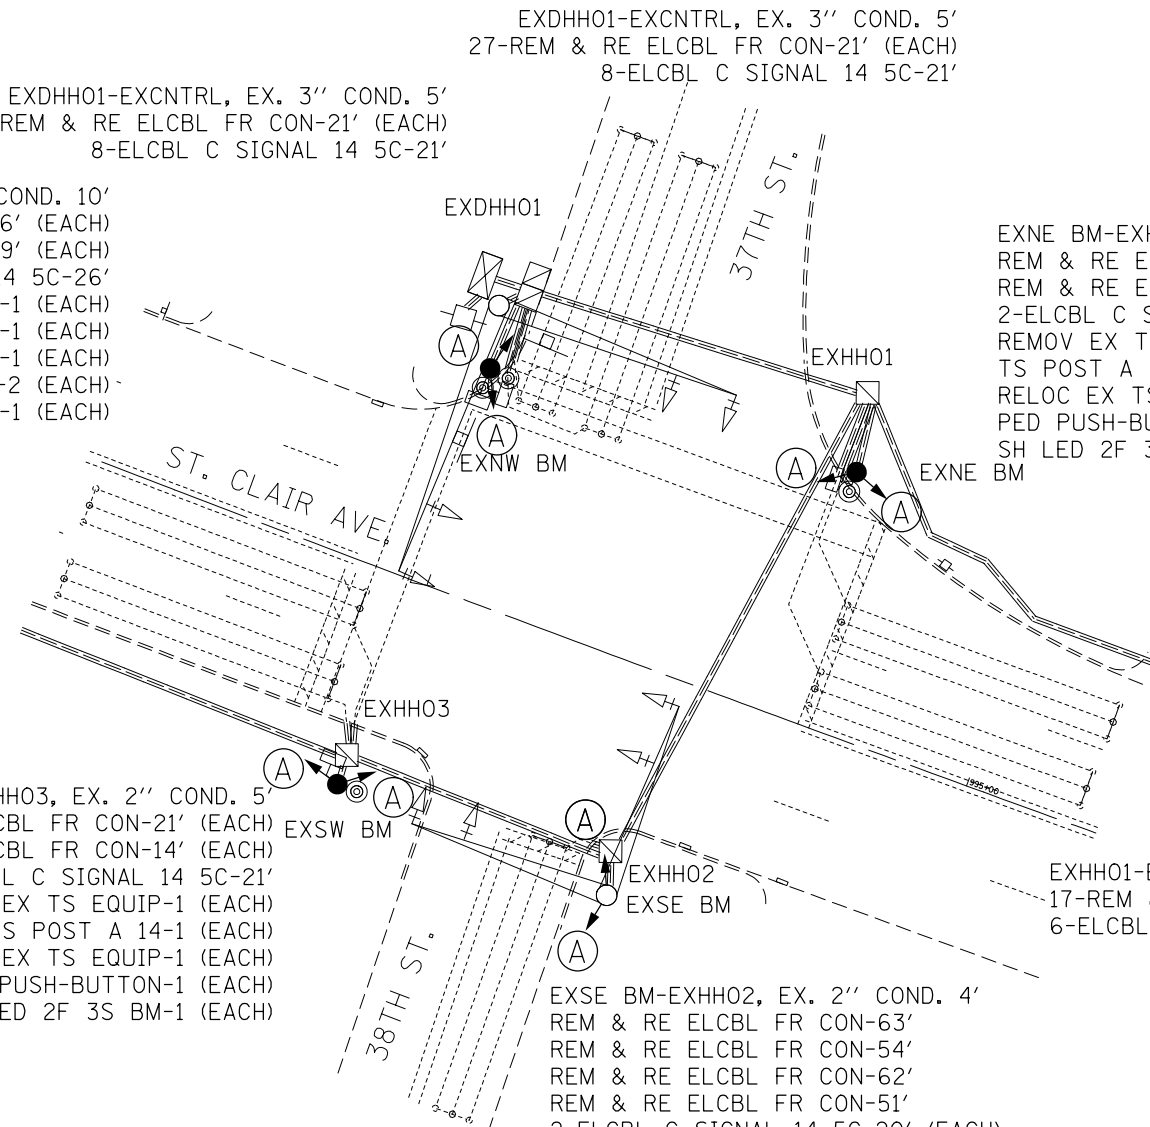 EXDHH01-EXCNTRL, EX. 3'' COND. 5'
27-REM & RE ELCBL FR CON-21' (EACH)
8-ELCBL C SIGNAL 14 5C-21'
EXDHH01-EXCNTRL, EX. 3'' COND. 5'
REM & RE ELCBL FR CON-21' (EACH)
8-ELCBL C SIGNAL 14 5C-21'
COND. 10'
6' (EACH)
9' (EACH)
4 5C-26'
-1 (EACH)
-1 (EACH)
-1 (EACH)
-2 (EACH)
-1 (EACH)
EXDHH01
37TH ST.
EXNE BM-EXH
REM & RE E
REM & RE E
2-ELCBL C S
REMOV EX T
TS POST A
RELOC EX TS
PED PUSH-BU
SH LED 2F 3
A
EXHH01
A
EXNW BM
A
EXNE BM
A
ST. CLAIR AVE.
EXHH03
A
A
EXSW BM
995+00
HH03, EX. 2'' COND. 5'
CBL FR CON-21' (EACH)
CBL FR CON-14' (EACH)
L C SIGNAL 14 5C-21'
EX TS EQUIP-1 (EACH)
S POST A 14-1 (EACH)
EX TS EQUIP-1 (EACH)
PUSH-BUTTON-1 (EACH)
ED 2F 3S BM-1 (EACH)
A
EXHH02
EXSE BM
A
EXHH01-E
17-REM
6-ELCBL
38TH ST.
EXSE BM-EXHH02, EX. 2'' COND. 4'
REM & RE ELCBL FR CON-63'
REM & RE ELCBL FR CON-54'
REM & RE ELCBL FR CON-62'
REM & RE ELCBL FR CON-51'
2-ELCBL C SIGNAL 14 5C-20' (EACH)